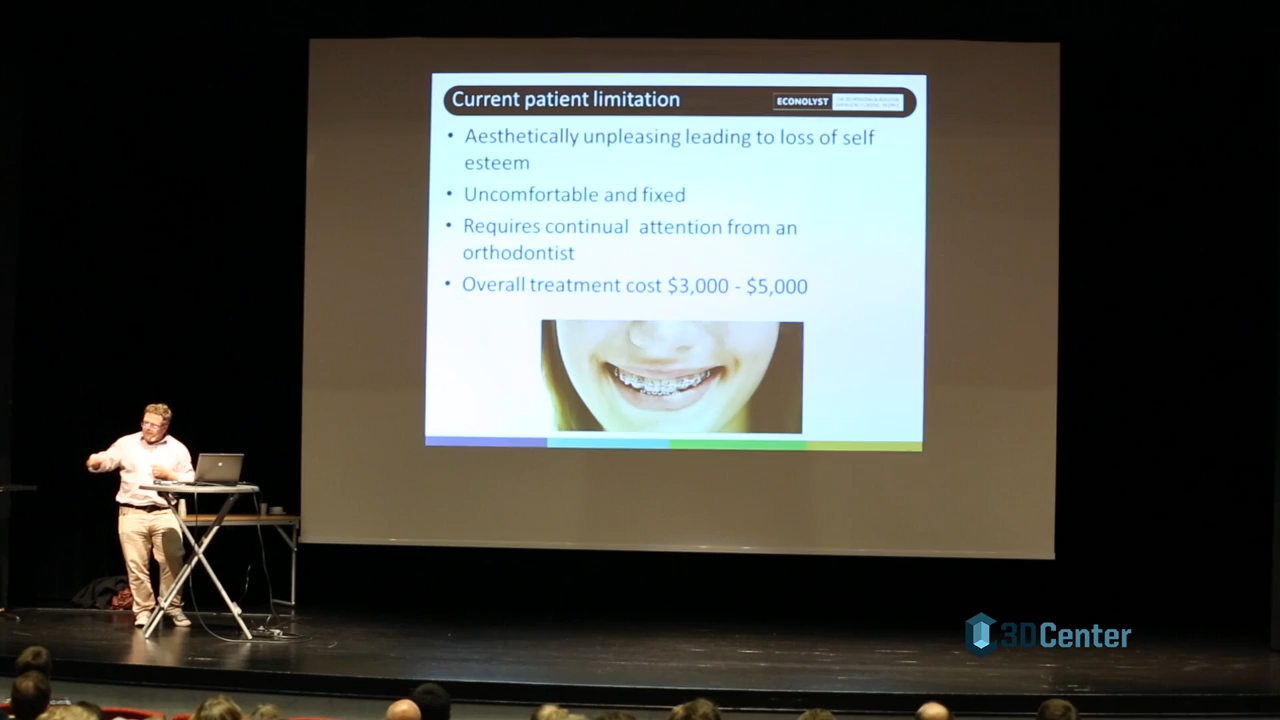 Current patient limitation
ECONOLYST
• Aesthetically unpleasing leading to loss of self
esteem
• Uncomfortable and fixed
• Requires continual attention from an
orthodontist
• Overall treatment cost $3,000 - $5,000
3DCenter